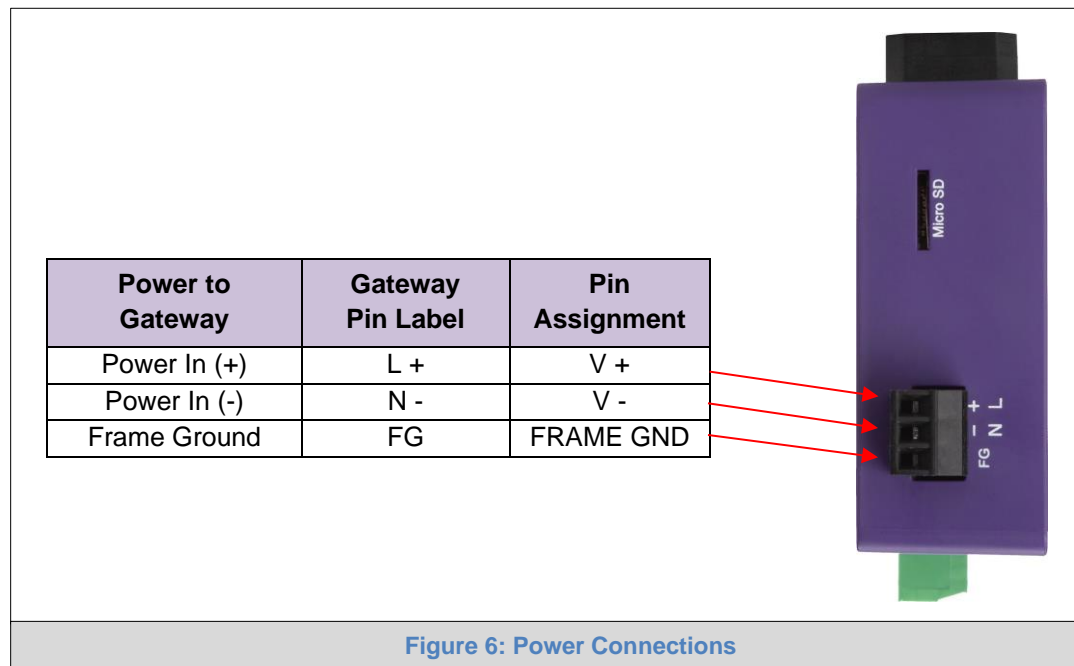 Power to Gateway Gateway Pin Label Pin Assignment
Power In (+) L + V +
Power In (-) N - V -
Frame Ground FG FRAME GND
Micro SD
+ L
- N
FG
Figure 6: Power Connections